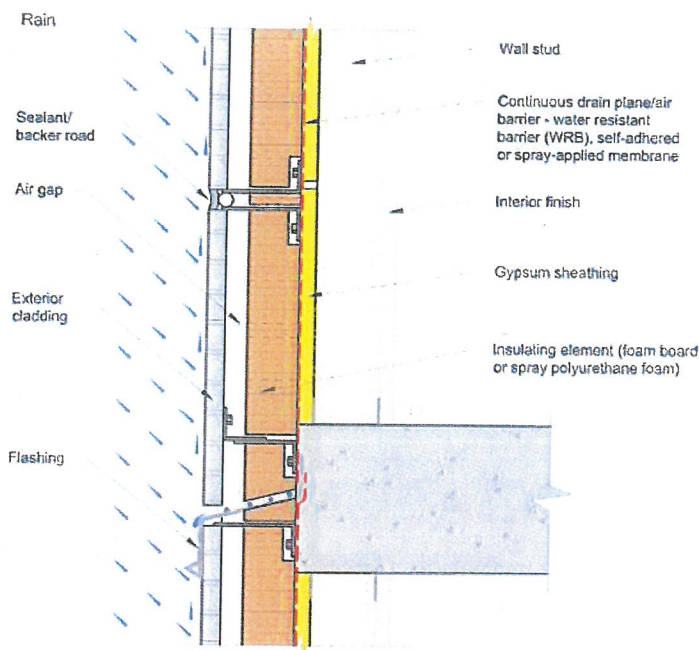 Rain
Sealant/
backer road
Air gap
Exterior
cladding
Flashing
Wall stud
Continuous drain plane/air
barrier - water resistant
barrier (WRB), self-adhered
or spray-applied membrane
Interior finish
Gypsum sheathing
Insulating element (foam board
or spray polyurethane foam)